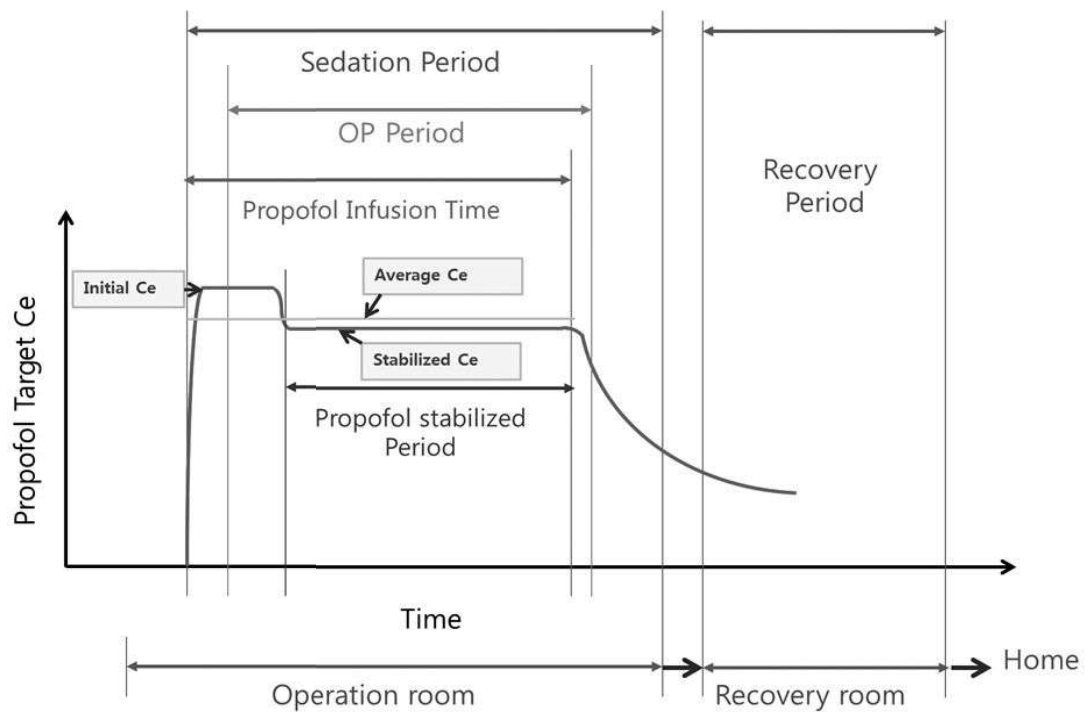 Sedation Period
OP Period
Recovery
Period
Propofol Infusion Time
Initial Ce
Average Ce
Stabilized Ce
Propofol stabilized
Period
Propofol Target Ce
Time
Operation room
Recovery room
Home